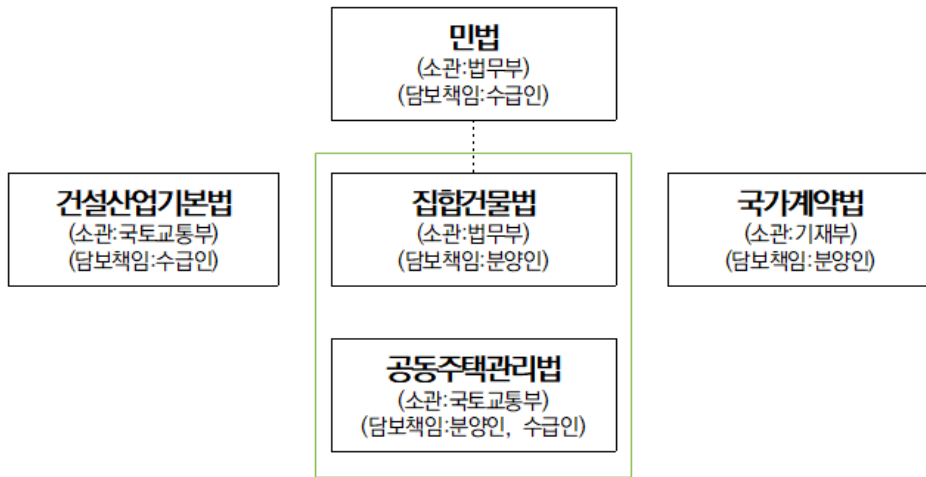 민법
(소관:법무부)
(담보책임:수급인)
건설산업기본법
(소관:국토교통부)
(담보책임:수급인)
집합건물법
(소관:법무부)
(담보책임:분양인)
국가계약법
(소관:기재부)
(담보책임:분양인)
공동주택관리법
(소관:국토교통부)
(담보책임:분양인, 수급인)